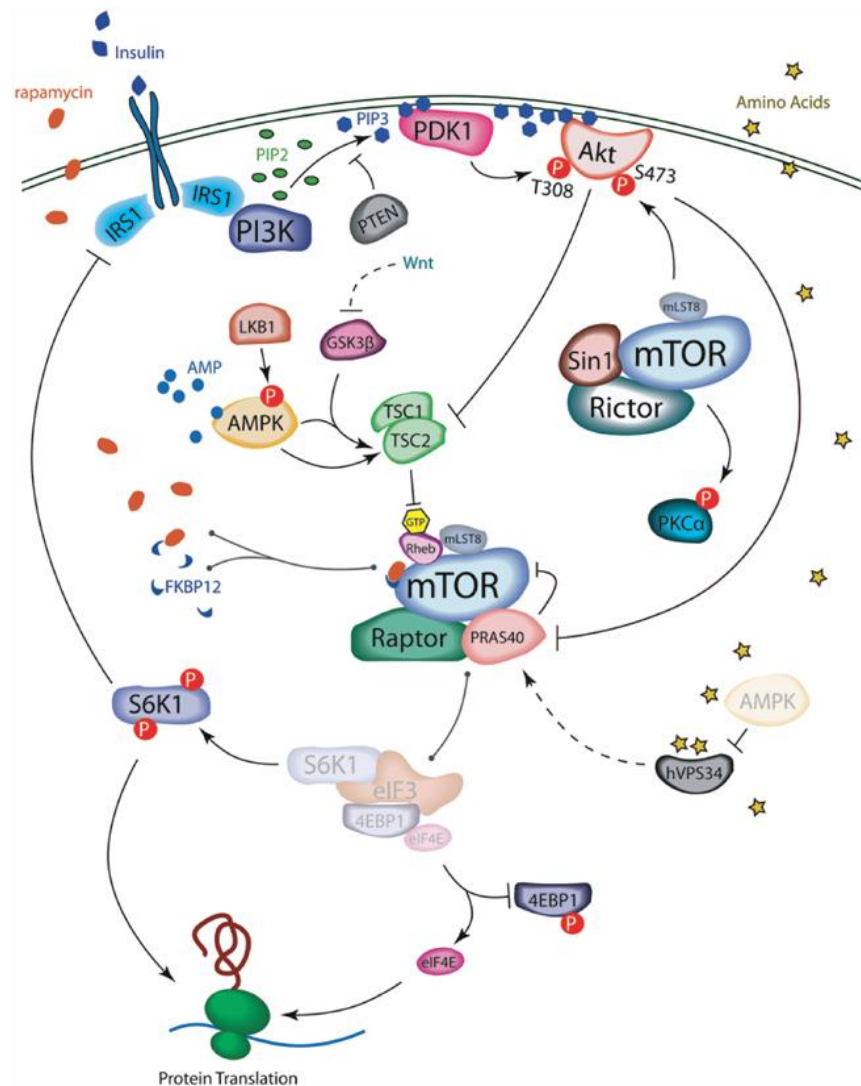 Insulin
rapamycin
PIP3
PIP2
PDK1
Akt
Amino Acids
P
T308
P
S473
IRS1
IRS1
PI3K
PTEN
Wnt
LKB1
GSK3β
mLST8
mTOR
Sin1
Rictor
AMP
P
AMPK
TSC1
TSC2
P
PKCα
GTP
Rheb
mLST8
mTOR
FKBP12
Raptor
PRAS40
P
S6K1
P
AMPK
hVPS34
S6K1
eIF3
4EBP1
eIF4E
4EBP1
P
eIF4E
Protein Translation